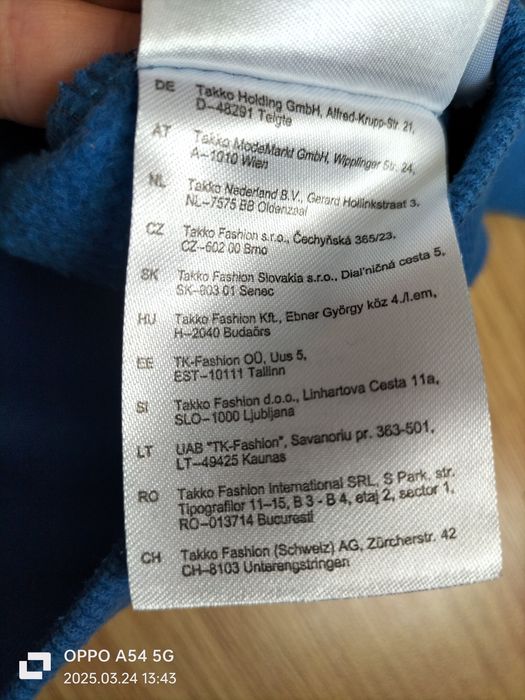 DE Takko Holding GmbH, Alfred-Krupp-Str. 21,
D-48291 Telgte
AT Takko ModeMarkt GmbH, Wipplinger Str. 24,
A-1010 Wien
NL Takko Nederland B.V., Gerard Hollinkstraat 3,
NL-7575 BB Oldenzaal
CZ Takko Fashion s.r.o., Čechyňská 365/23,
CZ-602 00 Brno
SK Takko Fashion Slovakia s.r.o., Dial'ničná cesta 5,
SK-903 01 Senec
HU Takko Fashion Kft., Ebner György köz 4./I.em,
H-2040 Budaörs
EE TK-Fashion OÜ, Uus 5,
EST-10111 Tallinn
SI Takko Fashion d.o.o., Linhartova Cesta 11a,
SLO-1000 Ljubljana
LT UAB "TK-Fashion", Savanoriu pr. 363-501,
LT-49425 Kaunas
RO Takko Fashion International SRL, S Park, str.
Tipografilor 11-15, B 3 - B 4, etaj 2, sector 1,
RO-013714 Bucuresti
CH Takko Fashion (Schweiz) AG, Zürcherstr. 42
CH-8103 Unterengstringen
OPPO A54 5G
2025.03.24 13:43